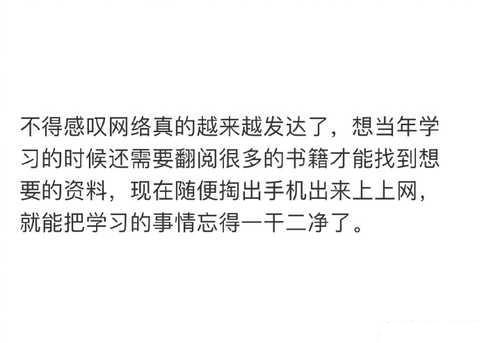 不得感叹网络真的越来越发达了，想当年学
习的时候还需要翻阅很多的书籍才能找到想
要的资料，现在随便掏出手机出来上上网，
就能把学习的事情忘得一干二净了。